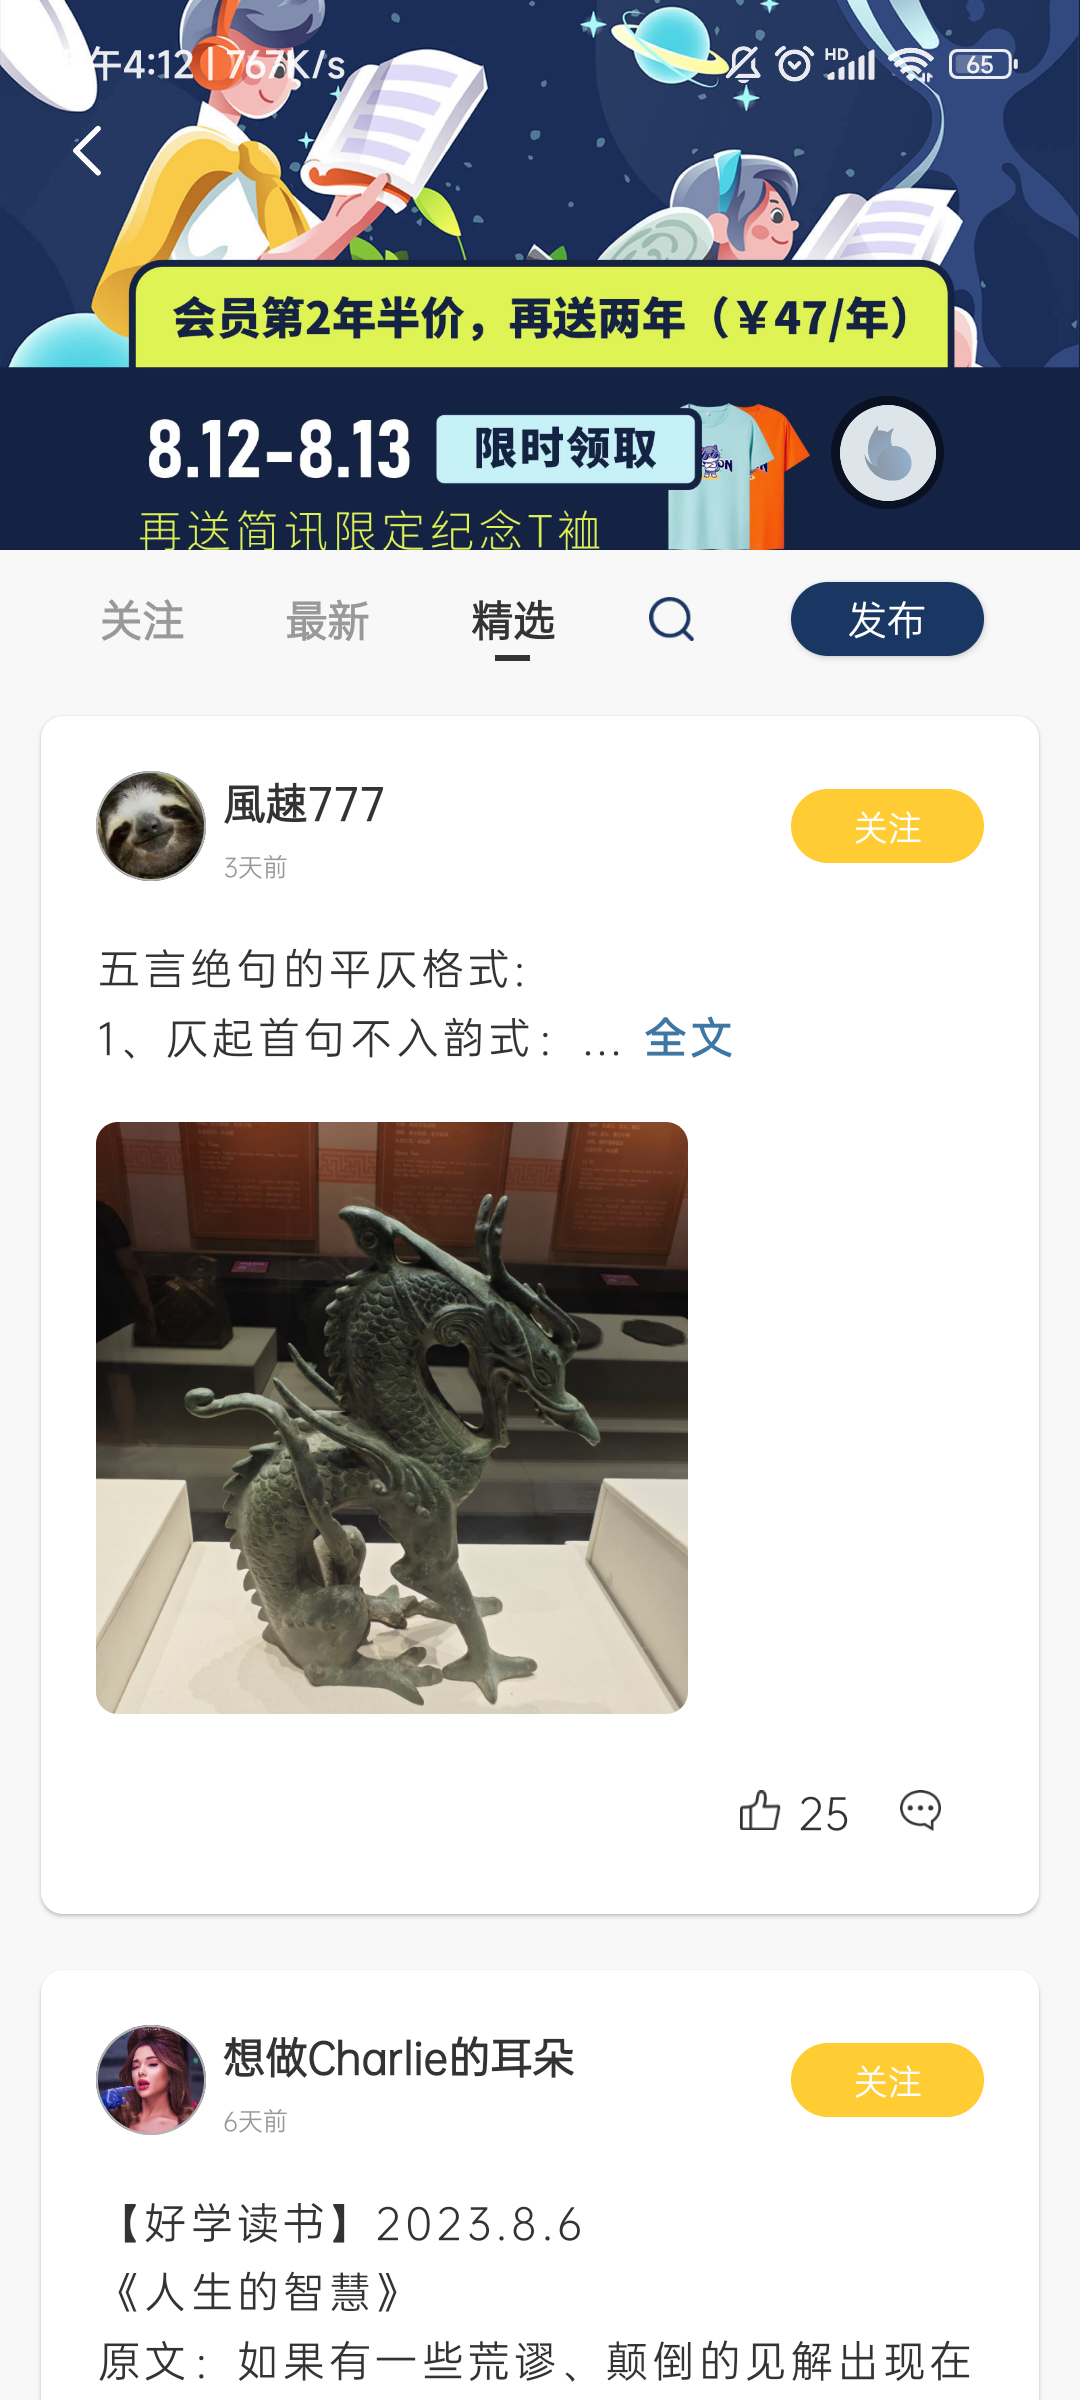 午4:12 | 767K/s HD 65
会员第2年半价，再送两年（¥47/年）
8.12-8.13 限时领取
再送简讯限定纪念T裇
关注 最新 精选 发布
風趚777
关注
3天前
五言绝句的平仄格式：
1、仄起首句不入韵式：... 全文
25
想做Charlie的耳朵
关注
6天前
【好学读书】2023.8.6
《人生的智慧》
原文：如果有一些荒谬、颠倒的见解出现在